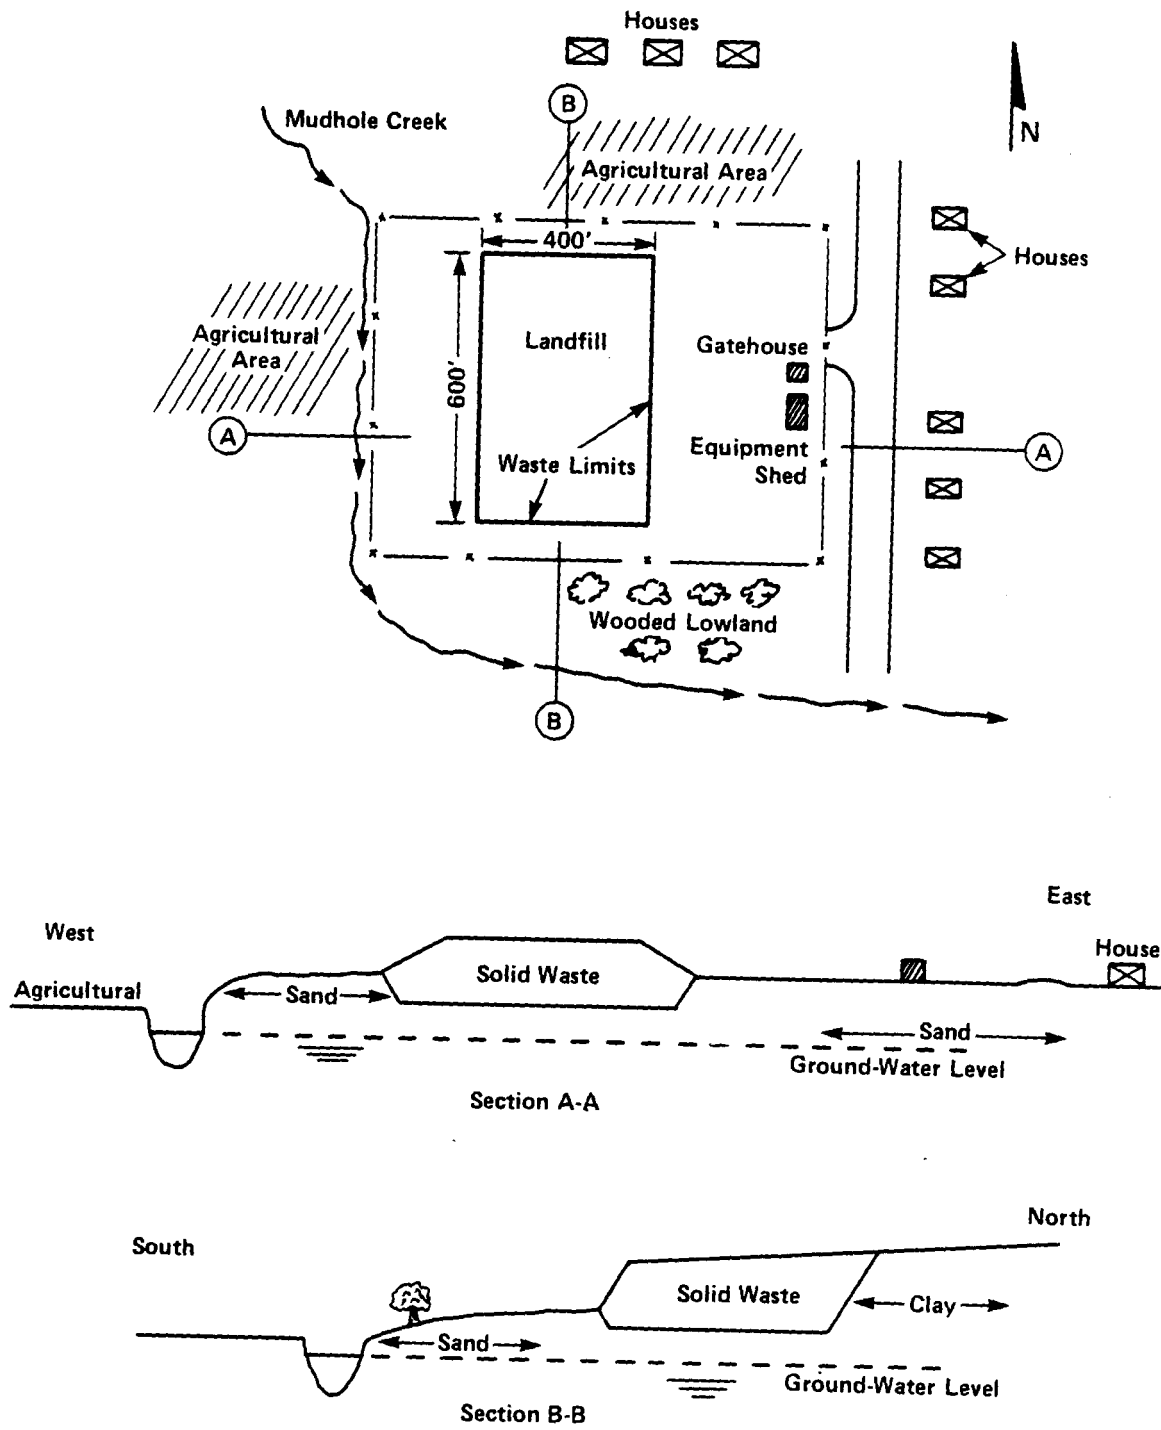 Houses
B
Mudhole Creek
N
Agricultural Area
400'
Houses
Agricultural
Area
Landfill
Gatehouse
600'
A
Waste Limits
Equipment
Shed
A
Wooded Lowland
B
East
West
House
Agricultural
Solid Waste
Sand
Sand
Ground-Water Level
Section A-A
North
South
Solid Waste
Clay
Sand
Ground-Water Level
Section B-B